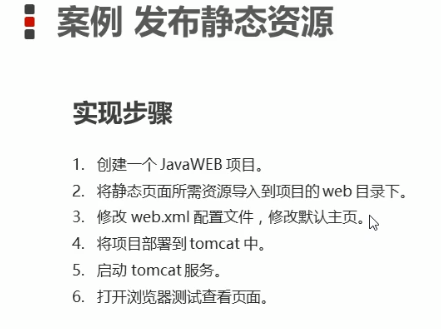 案例 发布静态资源
实现步骤
1. 创建一个 JavaWEB 项目。
2. 将静态页面所需资源导入到项目的 web 目录下。
3. 修改 web.xml 配置文件，修改默认主页。
4. 将项目部署到 tomcat 中。
5. 启动 tomcat 服务。
6. 打开浏览器测试查看页面。